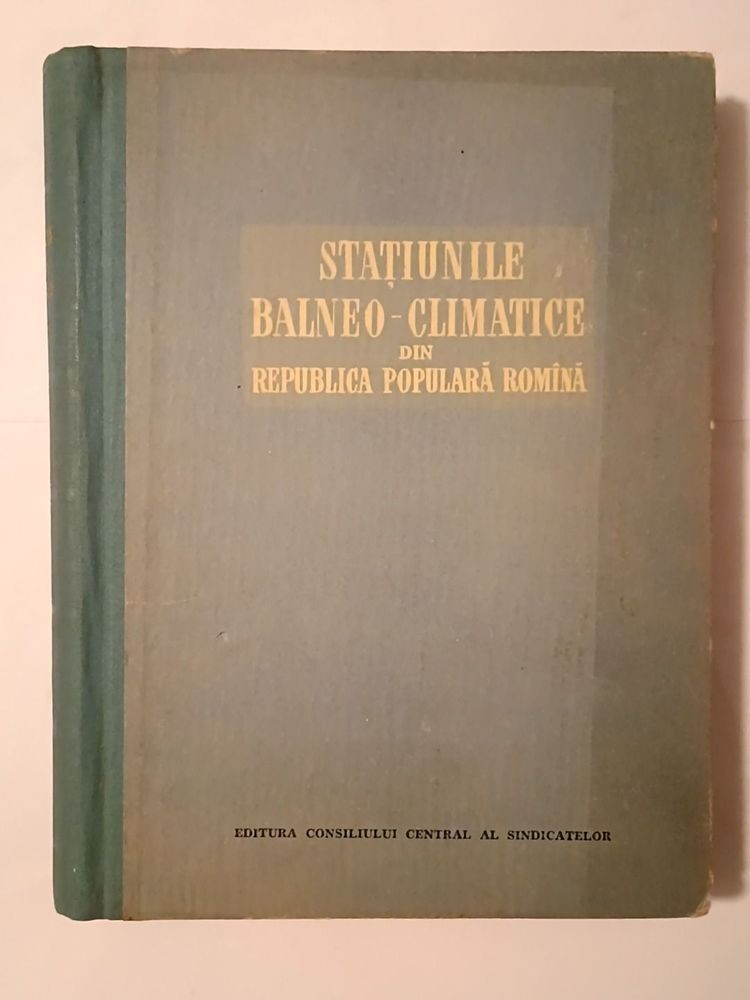 STAȚIUNILE
BALNEO-CLIMATICE
DIN
REPUBLICA POPULARĂ ROMÎNĂ
EDITURA CONSILIULUI CENTRAL AL SINDICATELOR